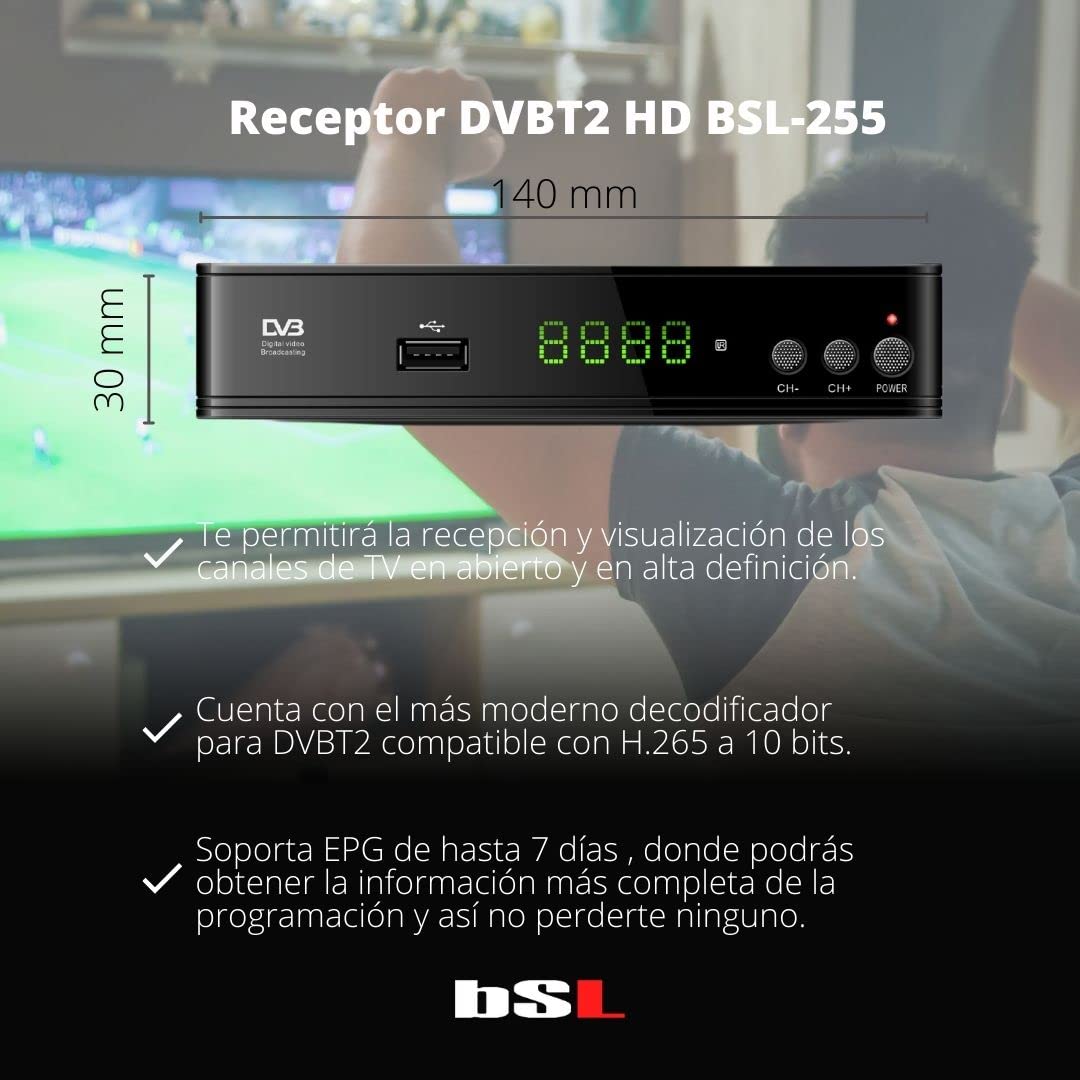 Receptor DVBT2 HD BSL-255
140 mm
30 mm
DVB
Digital video
Broadcasting
8888
IR
CH-
CH+
POWER
Te permitirá la recepción y visualización de los
canales de TV en abierto y en alta definición.
Cuenta con el más moderno decodificador
para DVBT2 compatible con H.265 a 10 bits.
Soporta EPG de hasta 7 días , donde podrás
obtener la información más completa de la
programación y así no perderte ninguno.
bSL